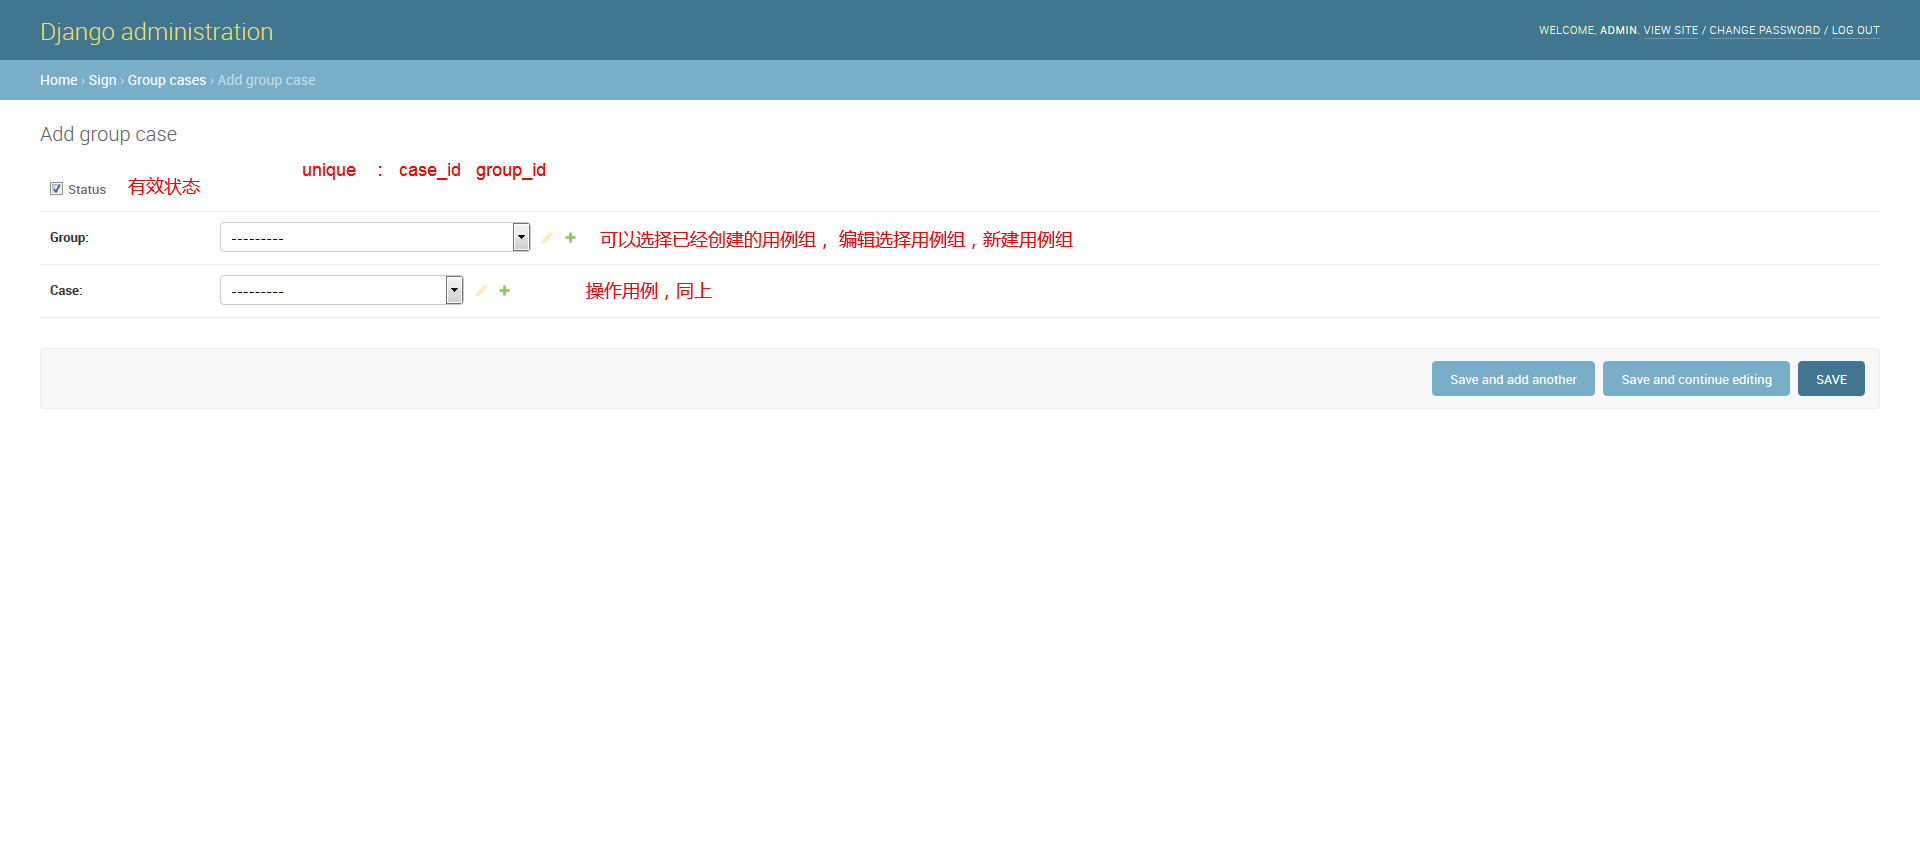 Django administration
WELCOME, ADMIN. VIEW SITE / CHANGE PASSWORD / LOG OUT
Home › Sign › Group cases › Add group case
Add group case
unique : case_id group_id
Status 有效状态
Group: --------- 可以选择已经创建的用例组， 编辑选择用例组，新建用例组
Case: --------- 操作用例，同上
Save and add another Save and continue editing SAVE